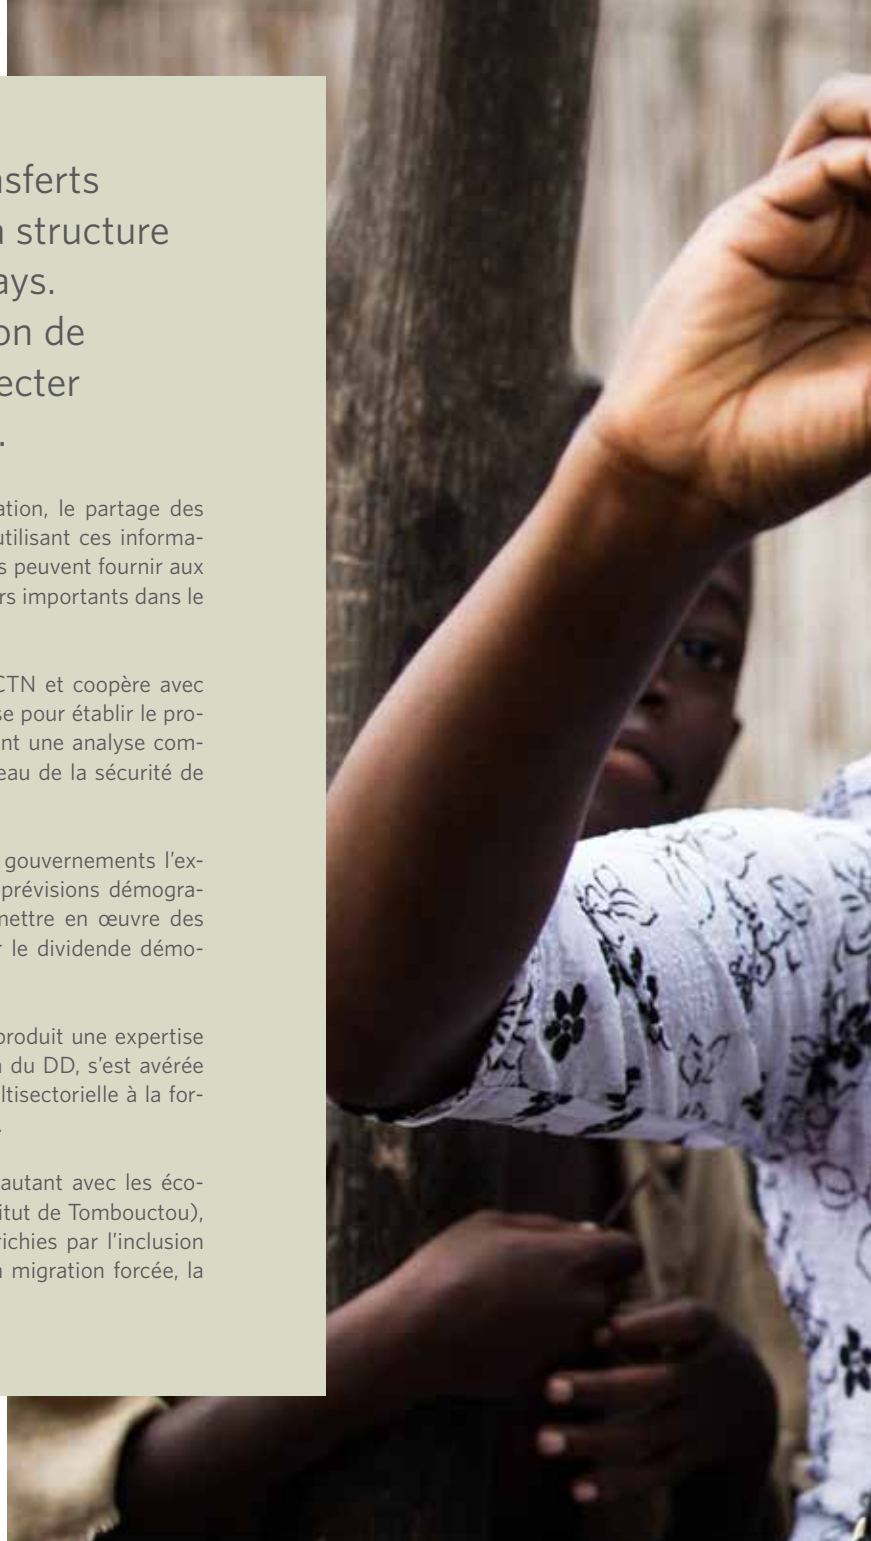 nsferts
structure
ays.
on de
ecter
.
ation, le partage des
utilisant ces informa-
s peuvent fournir aux
rs importants dans le
CTN et coopère avec
se pour établir le pro-
nt une analyse com-
eau de la sécurité de
gouvernements l’ex-
prévisions démogra-
mettre en œuvre des
r le dividende démo-
produit une expertise
n du DD, s’est avérée
ltisectorielle à la for-
.
autant avec les éco-
titut de Tombouctou),
richies par l’inclusion
migration forcée, la